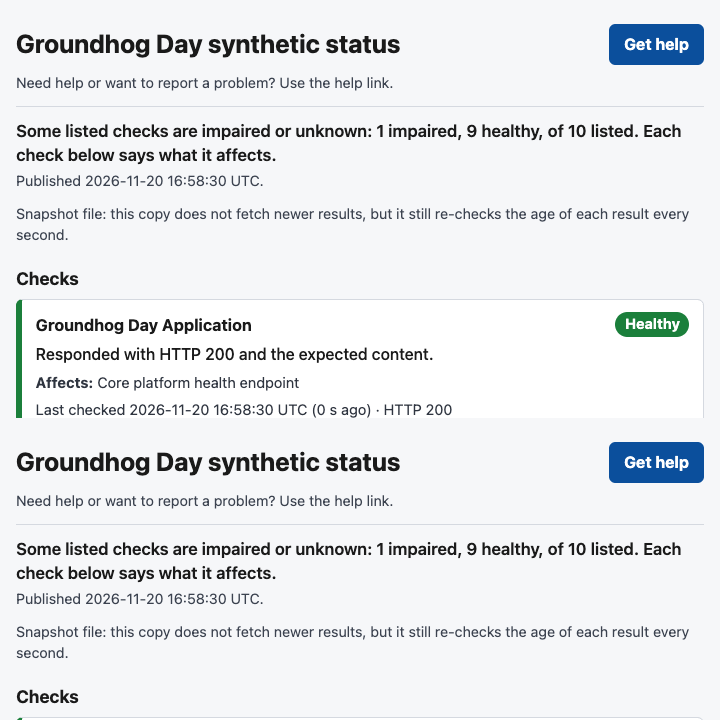 Groundhog Day synthetic status
Get help
Need help or want to report a problem? Use the help link.
Some listed checks are impaired or unknown: 1 impaired, 9 healthy, of 10 listed. Each
check below says what it affects.
Published 2026-11-20 16:58:30 UTC.
Snapshot file: this copy does not fetch newer results, but it still re-checks the age of each result every
second.
Checks
Groundhog Day Application
Healthy
Responded with HTTP 200 and the expected content.
Affects: Core platform health endpoint
Last checked 2026-11-20 16:58:30 UTC (0 s ago) · HTTP 200
Groundhog Day synthetic status
Get help
Need help or want to report a problem? Use the help link.
Some listed checks are impaired or unknown: 1 impaired, 9 healthy, of 10 listed. Each
check below says what it affects.
Published 2026-11-20 16:58:30 UTC.
Snapshot file: this copy does not fetch newer results, but it still re-checks the age of each result every
second.
Checks